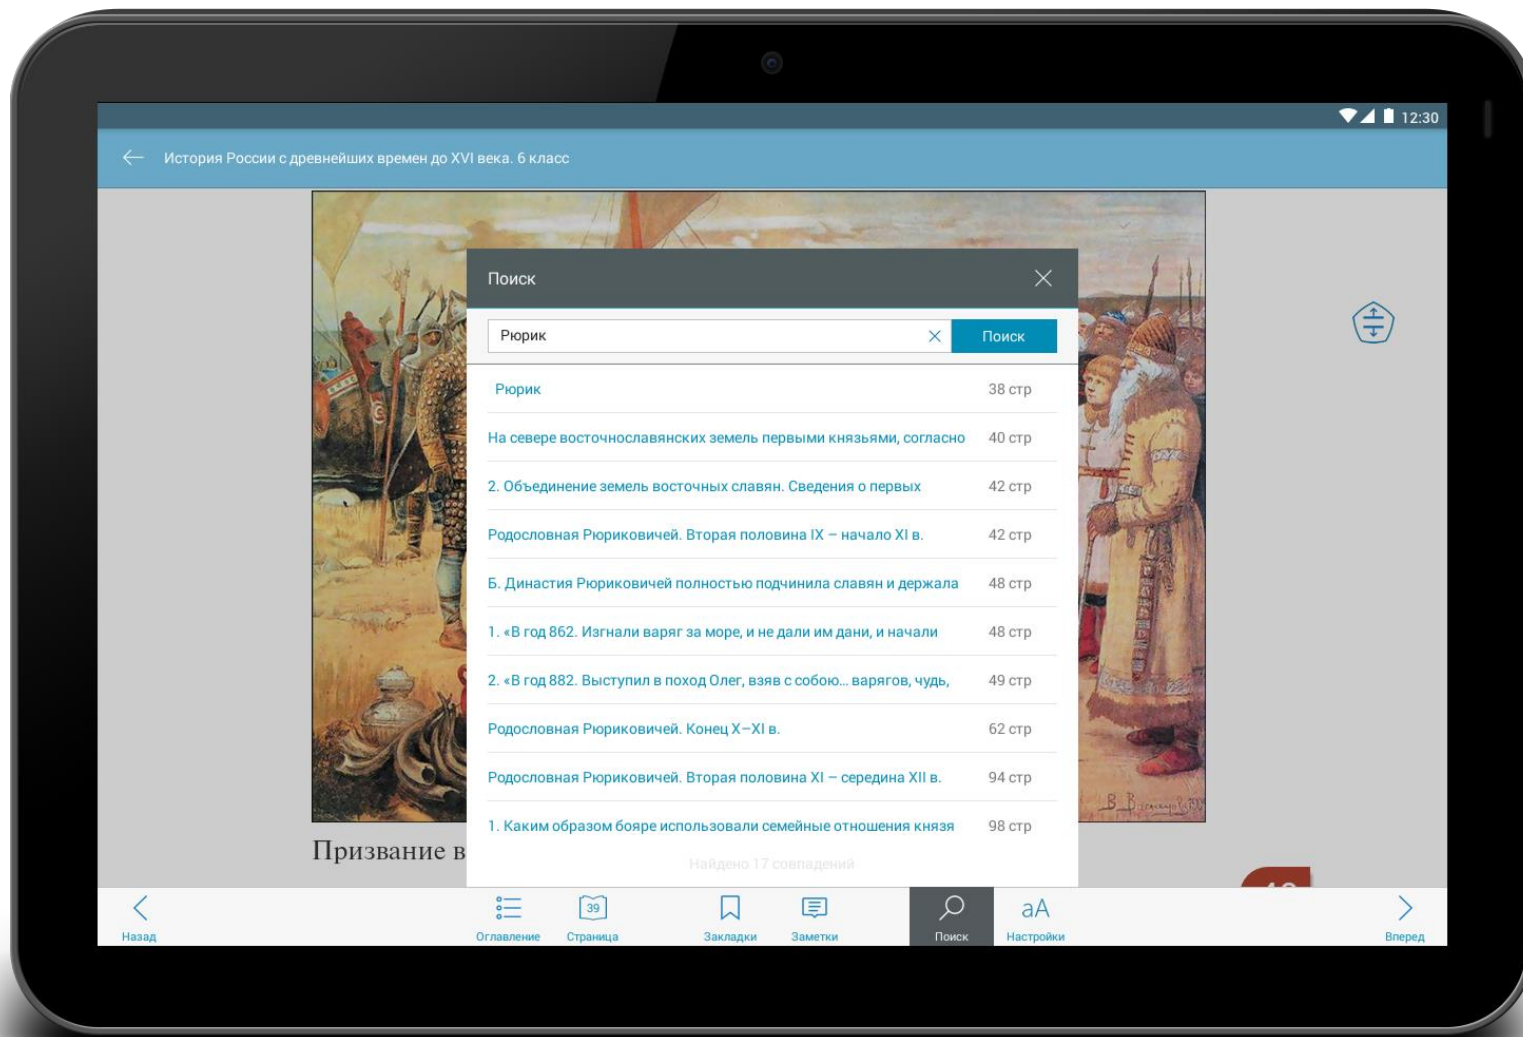 12:30
История России с древнейших времен до XVI века. 6 класс
Поиск
Рюрик
Поиск
Рюрик 38 стр
На севере восточнославянских земель первыми князьями, согласно 40 стр
2. Объединение земель восточных славян. Сведения о первых 42 стр
Родословная Рюриковичей. Вторая половина IX – начало XI в. 42 стр
Б. Династия Рюриковичей полностью подчинила славян и держала 48 стр
1. «В год 862. Изгнали варяг за море, и не дали им дани, и начали 48 стр
2. «В год 882. Выступил в поход Олег, взяв с собою... варягов, чудь, 49 стр
Родословная Рюриковичей. Конец X–XI в. 62 стр
Родословная Рюриковичей. Вторая половина XI – середина XII в. 94 стр
1. Каким образом бояре использовали семейные отношения князя 98 стр
Найдено 17 совпадений
Призвание в
Назад
Оглавление
39
Страница
Закладки
Заметки
Поиск
aA
Настройки
Вперед